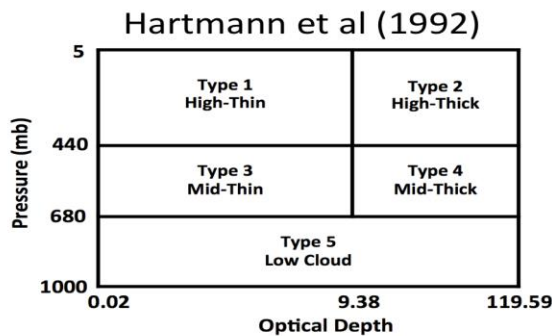 Hartmann et al (1992)
5
Type 1
High-Thin
Type 2
High-Thick
Pressure (mb)
440
Type 3
Mid-Thin
Type 4
Mid-Thick
680
Type 5
Low Cloud
1000
0.02
9.38
119.59
Optical Depth